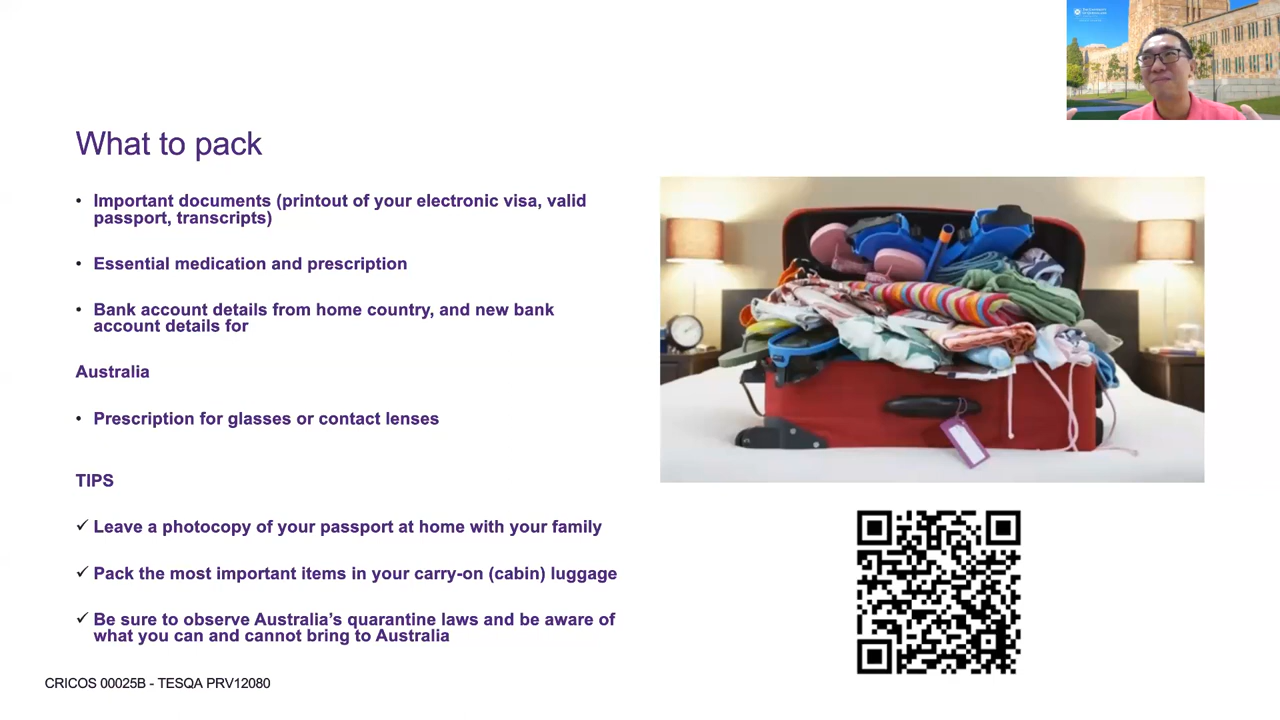 What to pack
• Important documents (printout of your electronic visa, valid
passport, transcripts)
• Essential medication and prescription
• Bank account details from home country, and new bank
account details for
Australia
• Prescription for glasses or contact lenses
TIPS
✓ Leave a photocopy of your passport at home with your family
✓ Pack the most important items in your carry-on (cabin) luggage
✓ Be sure to observe Australia’s quarantine laws and be aware of
what you can and cannot bring to Australia
CRICOS 00025B - TESQA PRV12080